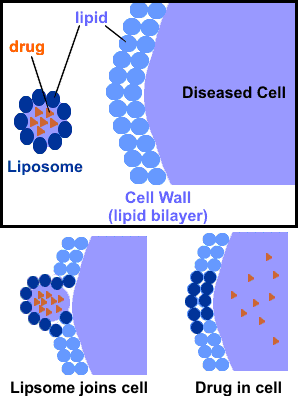 lipid
drug
Diseased Cell
Liposome
Cell Wall
(lipid bilayer)
Lipsome joins cell
Drug in cell